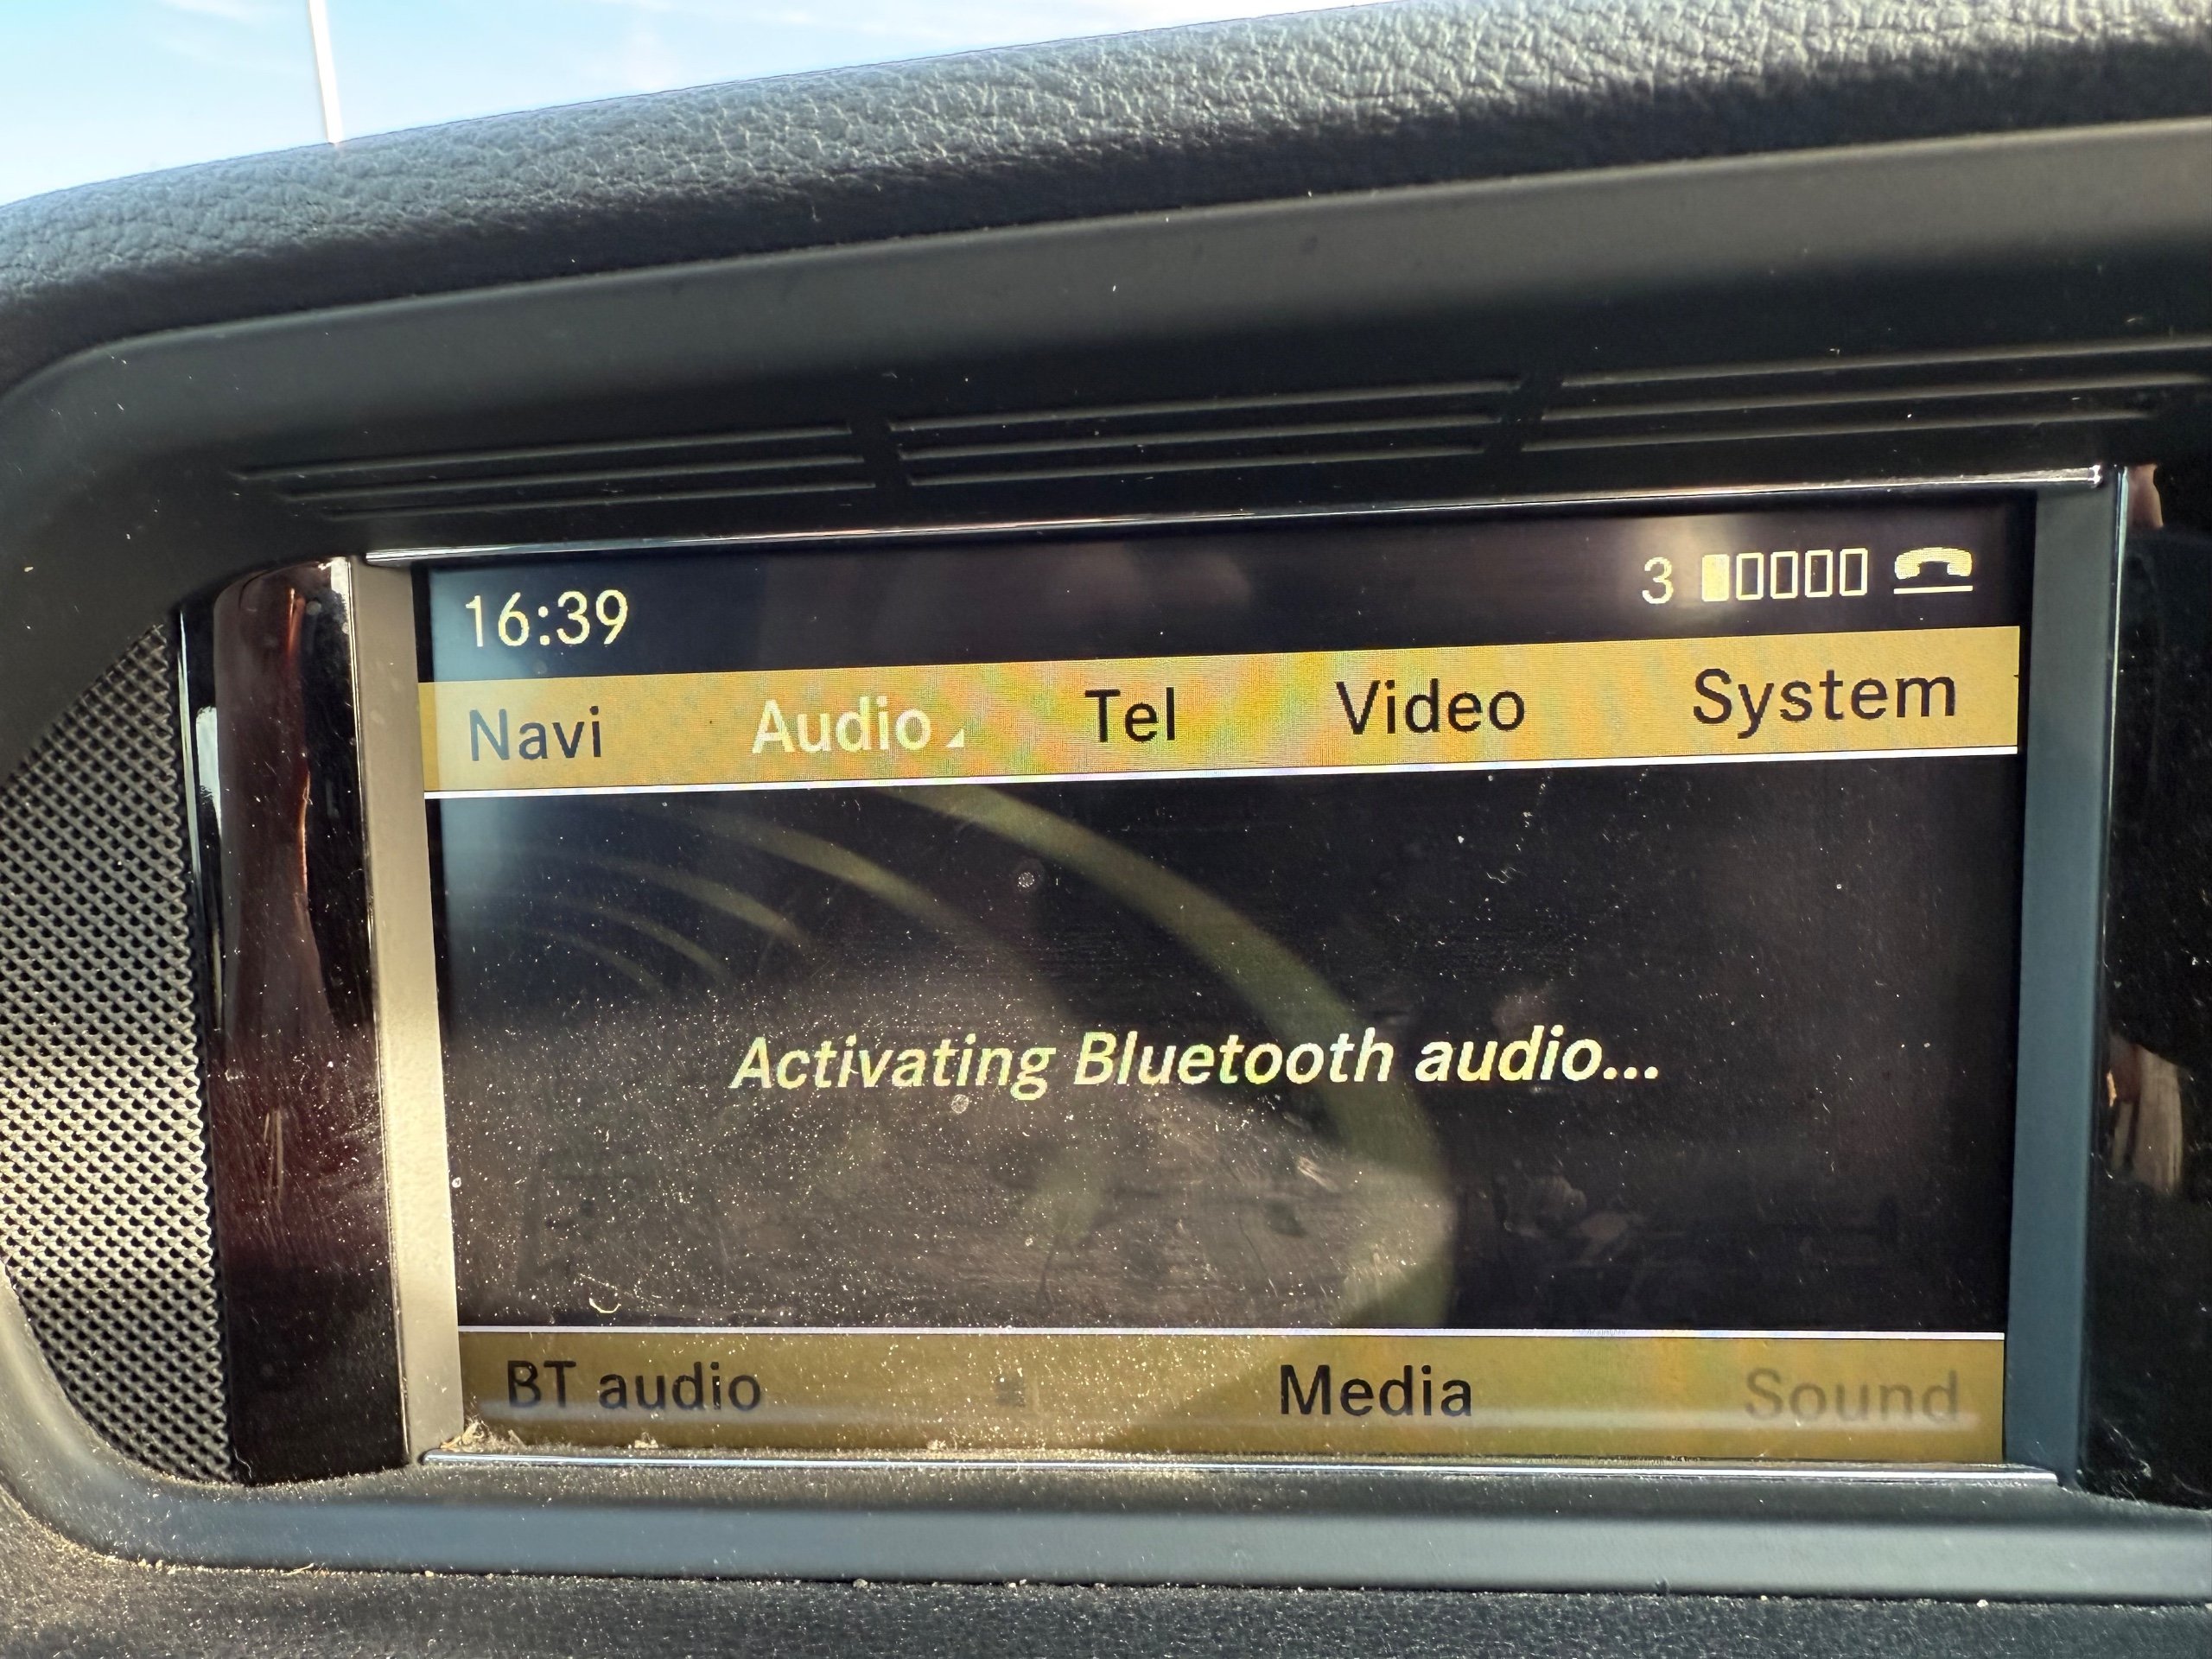 16:39 3
Navi Audio Tel Video System
Activating Bluetooth audio...
BT audio Media Sound